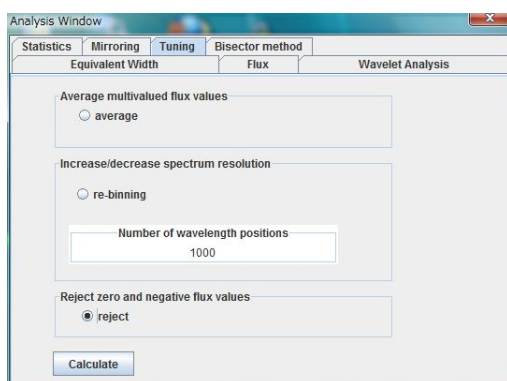 Analysis Window
Statistics Mirroring Tuning Bisector method
Equivalent Width Flux Wavelet Analysis
Average multivalued flux values
average
Increase/decrease spectrum resolution
re-binning
Number of wavelength positions
1000
Reject zero and negative flux values
reject
Calculate